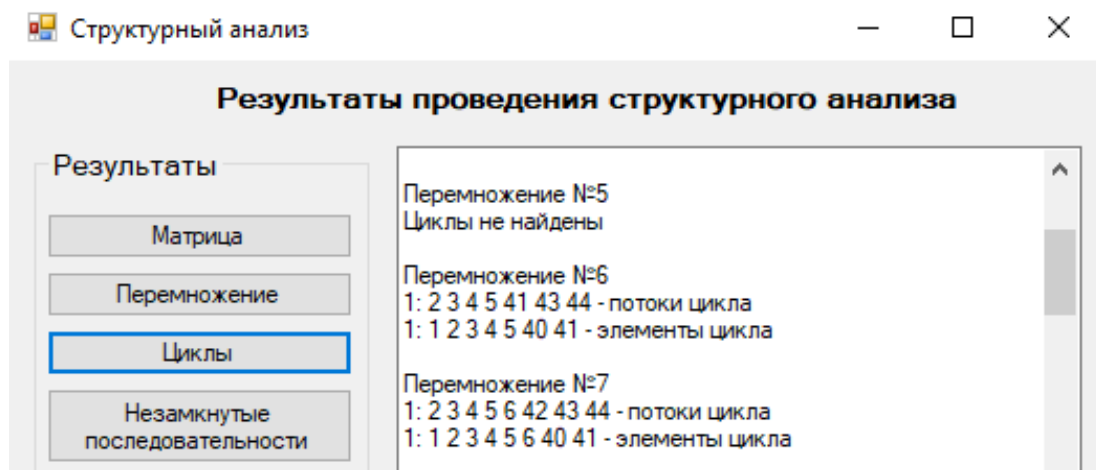 Структурный анализ
Результаты проведения структурного анализа
Результаты
Матрица
Перемножение
Циклы
Незамкнутые
последовательности
Перемножение №5
Циклы не найдены
Перемножение №6
1: 2 3 4 5 41 43 44 - потоки цикла
1: 1 2 3 4 5 40 41 - элементы цикла
Перемножение №7
1: 2 3 4 5 6 42 43 44 - потоки цикла
1: 1 2 3 4 5 6 40 41 - элементы цикла